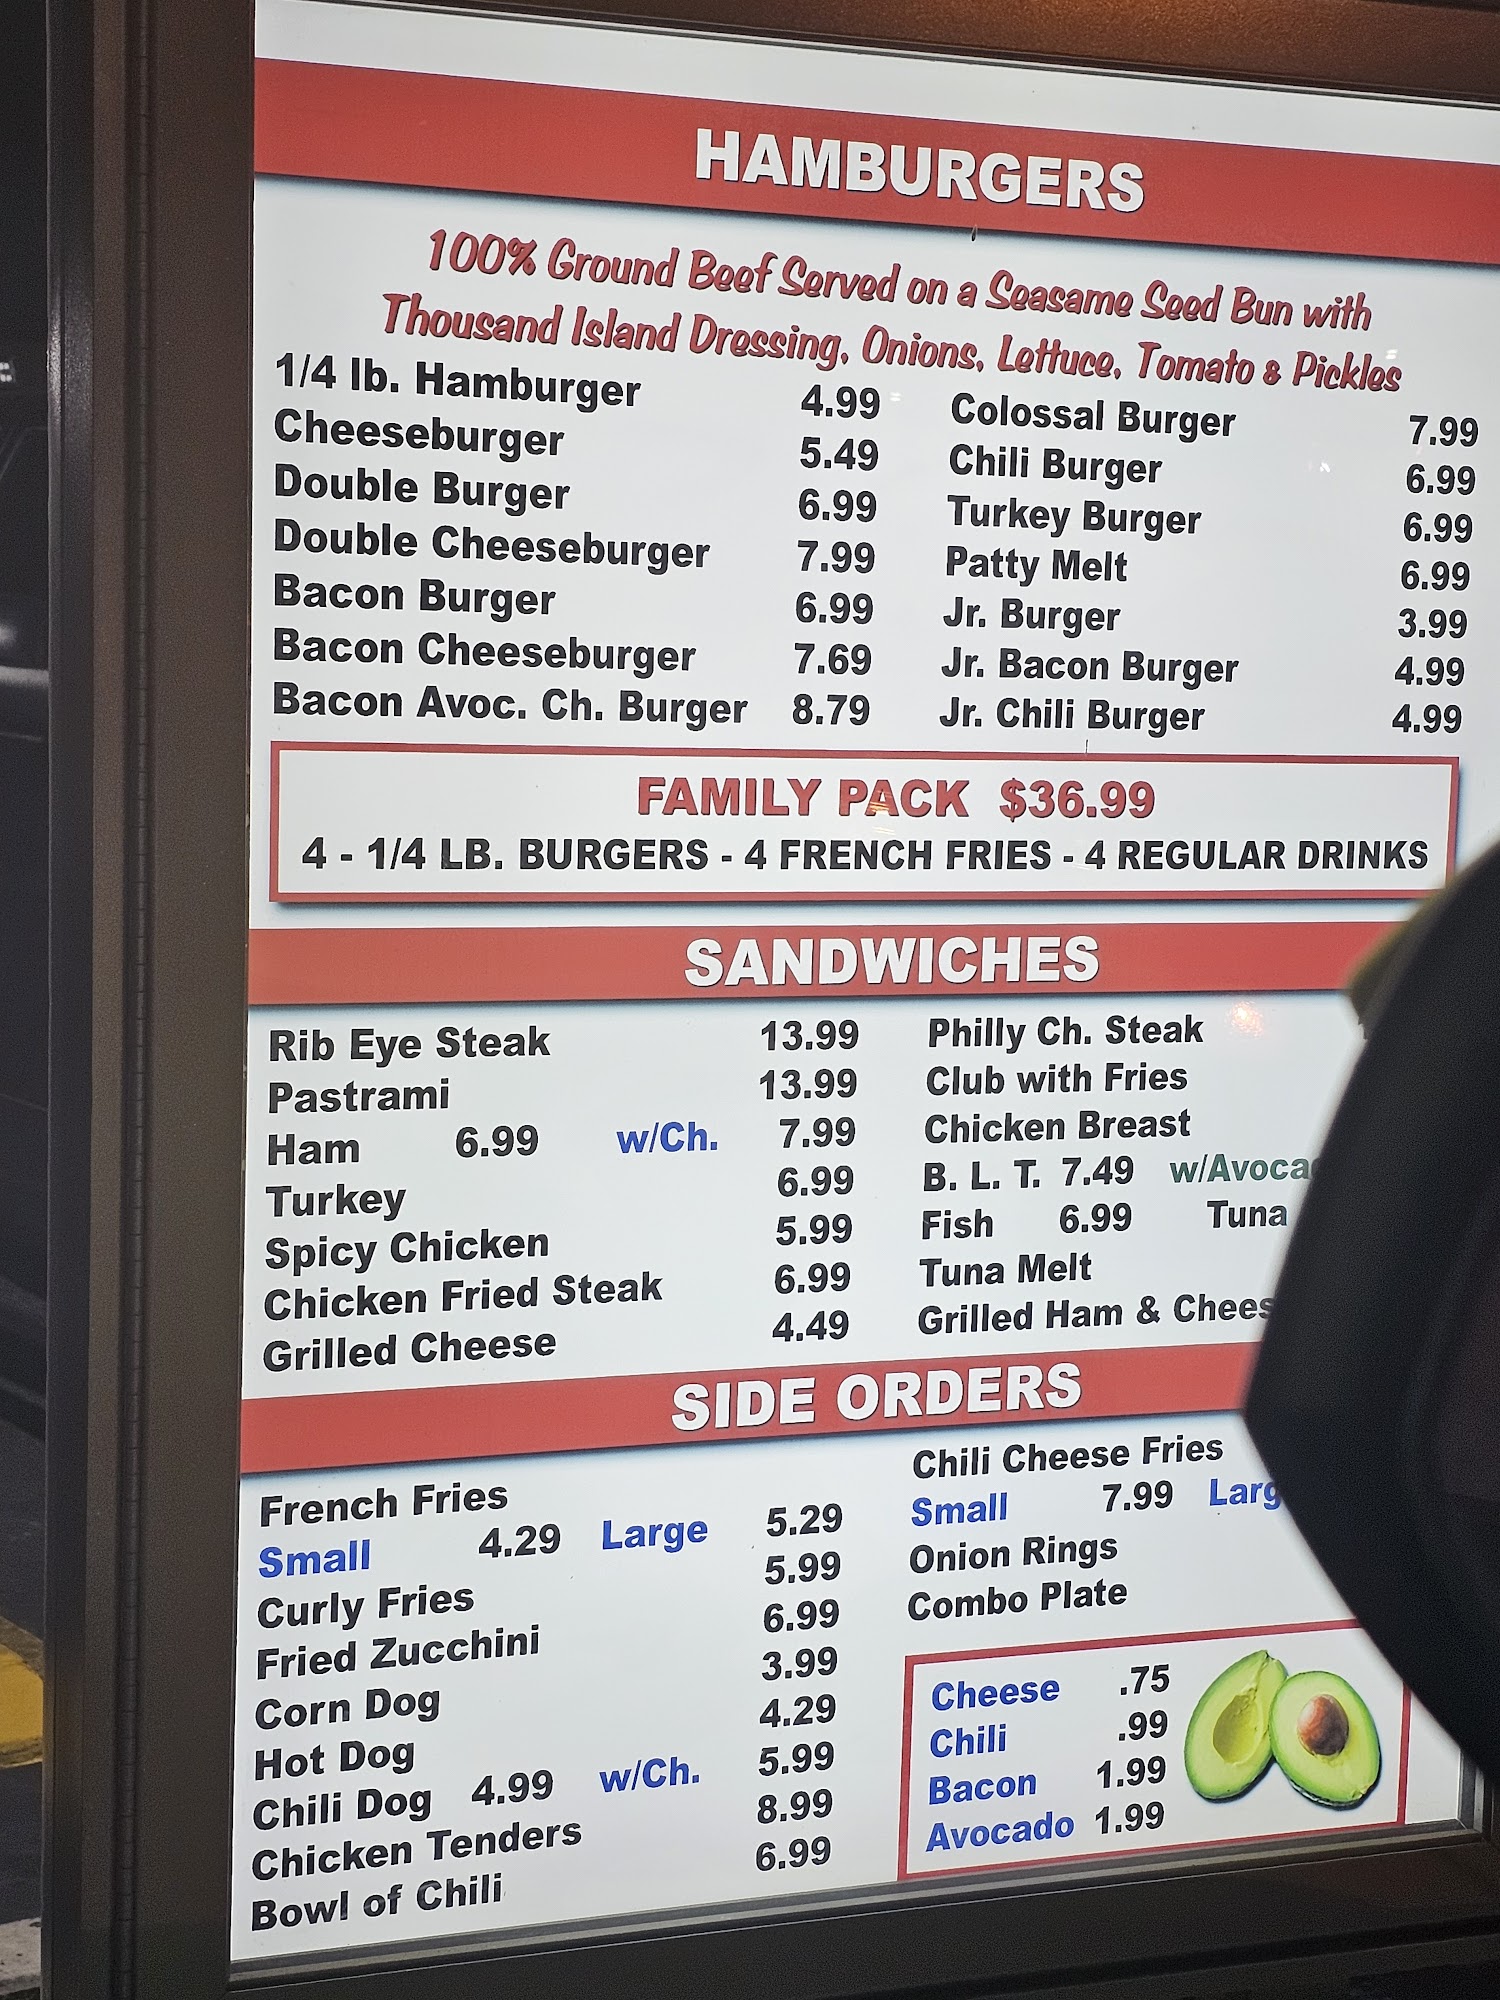 HAMBURGERS
100% Ground Beef Served on a Seasame Seed Bun with
Thousand Island Dressing, Onions, Lettuce, Tomato & Pickles
1/4 lb. Hamburger 4.99
Cheeseburger 5.49
Double Burger 6.99
Double Cheeseburger 7.99
Bacon Burger 6.99
Bacon Cheeseburger 7.69
Bacon Avoc. Ch. Burger 8.79
Colossal Burger 7.99
Chili Burger 6.99
Turkey Burger 6.99
Patty Melt 6.99
Jr. Burger 3.99
Jr. Bacon Burger 4.99
Jr. Chili Burger 4.99
FAMILY PACK $36.99
4 - 1/4 LB. BURGERS - 4 FRENCH FRIES - 4 REGULAR DRINKS
SANDWICHES
Rib Eye Steak 13.99
Pastrami 13.99
Ham 6.99 w/Ch. 7.99
Turkey 6.99
Spicy Chicken 5.99
Chicken Fried Steak 6.99
Grilled Cheese 4.49
Philly Ch. Steak
Club with Fries
Chicken Breast
B. L. T. 7.49 w/Avoca
Fish 6.99 Tuna
Tuna Melt
Grilled Ham & Chees
SIDE ORDERS
French Fries
Small 4.29 Large 5.29
Curly Fries 5.99
Fried Zucchini 6.99
Corn Dog 3.99
Hot Dog 4.29
Chili Dog 4.99 w/Ch. 5.99
Chicken Tenders 8.99
Bowl of Chili 6.99
Chili Cheese Fries
Small 7.99 Larg
Onion Rings
Combo Plate
Cheese .75
Chili .99
Bacon 1.99
Avocado 1.99